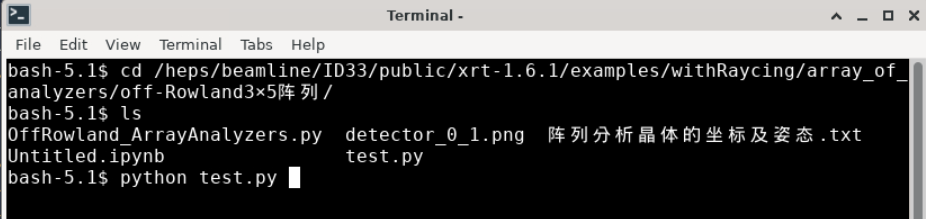 Terminal -
File Edit View Terminal Tabs Help
bash-5.1$ cd /heps/beamline/ID33/public/xrt-1.6.1/examples/withRaycing/array_of_
analyzers/off-Rowland3×5阵列/
bash-5.1$ ls
OffRowland_ArrayAnalyzers.py detector_0_1.png 阵列分析晶体的坐标及姿态.txt
Untitled.ipynb test.py
bash-5.1$ python test.py